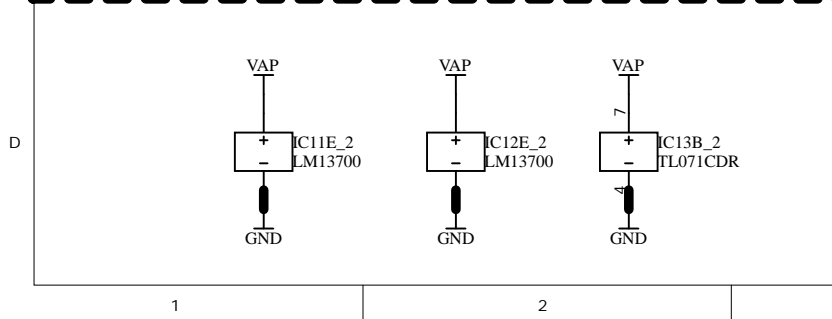 VAP
VAP
VAP
7
D
+
IC11E_2
+
IC12E_2
+
IC13B_2
−
LM13700
−
LM13700
−
TL071CDR
4
GND
GND
GND
1
2